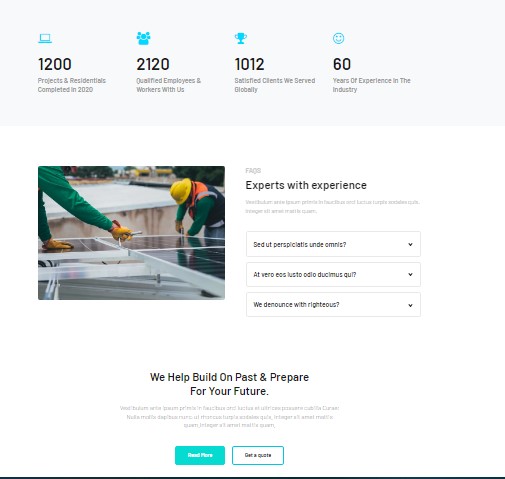 1200
2120
1012
60
Projects & Residentials
Completed In 2020
Qualified Employees &
Workers With Us
Satisfied Clients We Served
Globally
Years Of Experience In The
Industry
FAQS
Experts with experience
Vestibulum ante ipsum primis in faucibus orci luctus turpis sodales quis,
integer sit amet mattis quam.
Sed ut perspiciatis unde omnis?
At vero eos iusto odio ducimus qui?
We denounce with righteous?
We Help Build On Past & Prepare
For Your Future.
Vestibulum ante ipsum primis in faucibus orci luctus et ultrices posuere cubilia Curae;
Nulla mollis dapibus nunc, ut rhoncus turpis sodales quis. Integer sit amet mattis
quam, integer sit amet mattis quam.
Read More
Get a quote